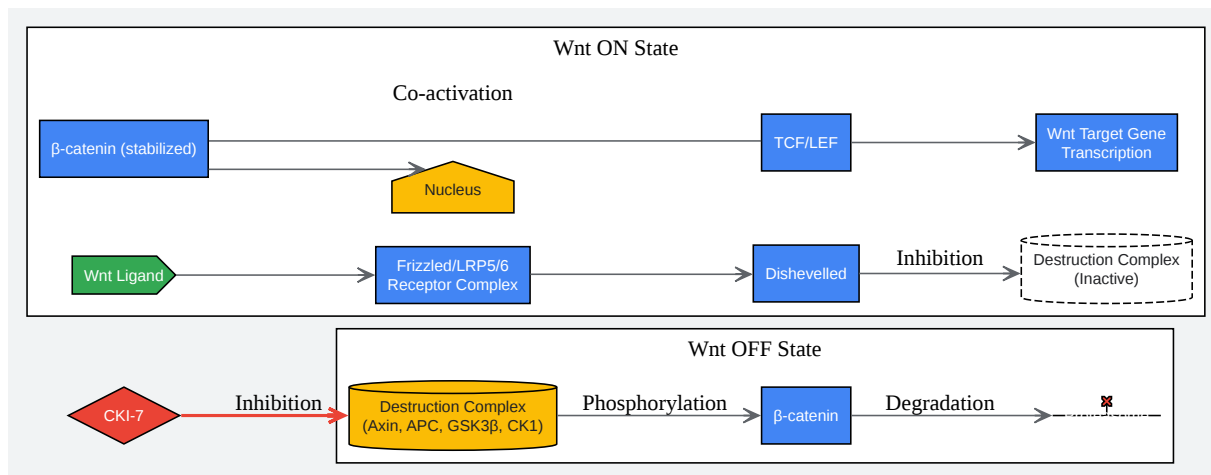 Wnt ON State
Co-activation
β-catenin (stabilized)
TCF/LEF
Wnt Target Gene
Transcription
Nucleus
Wnt Ligand
Frizzled/LRP5/6
Receptor Complex
Dishevelled
Inhibition
Destruction Complex
(Inactive)
Wnt OFF State
CKI-7
Inhibition
Destruction Complex
(Axin, APC, GSK3β, CK1)
Phosphorylation
β-catenin
Degradation